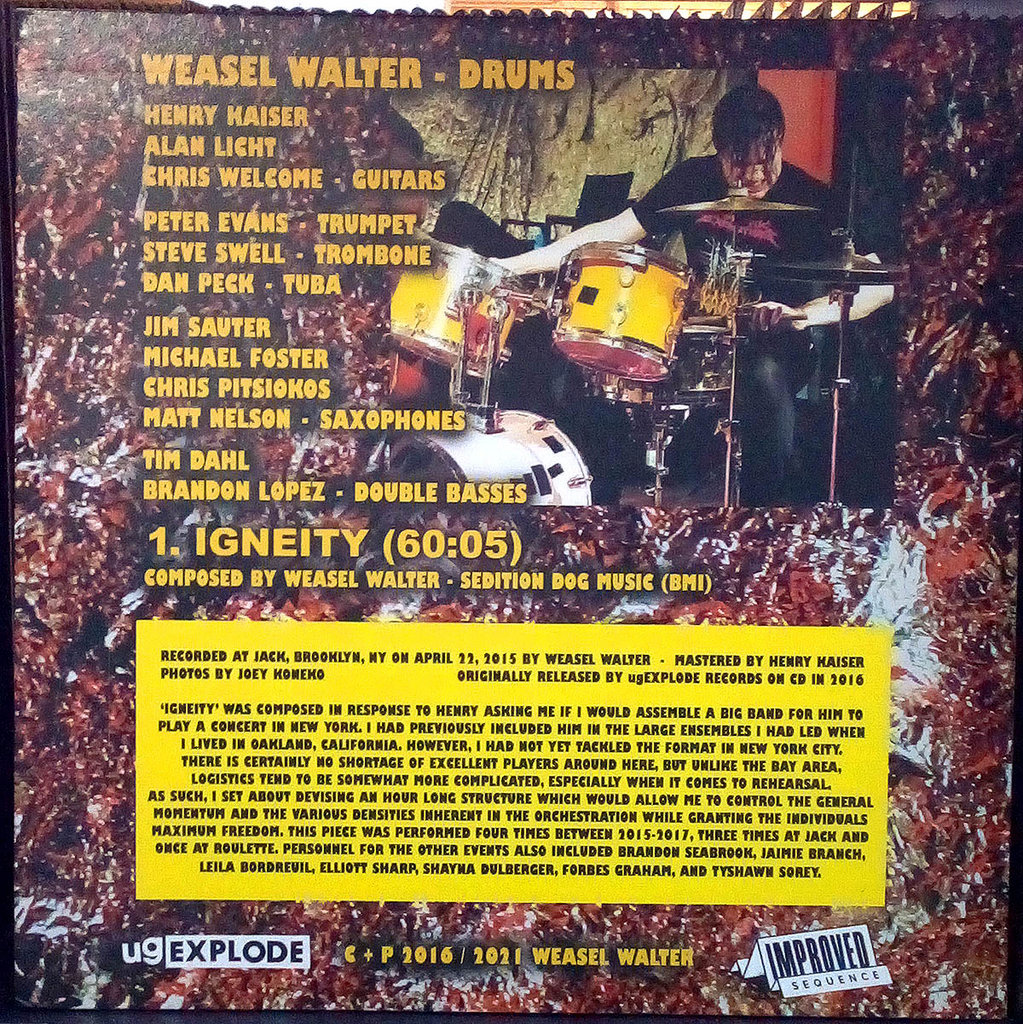 WEASEL WALTER - DRUMS
HENRY KAISER
ALAN LICHT
CHRIS WELCOME - GUITARS
PETER EVANS - TRUMPET
STEVE SWELL - TROMBONE
DAN PECK - TUBA
JIM SAUTER
MICHAEL FOSTER
CHRIS PITSIOKOS
MATT NELSON - SAXOPHONES
TIM DAHL
BRANDON LOPEZ - DOUBLE BASSES
1. IGNEITY (60:05)
COMPOSED BY WEASEL WALTER - SEDITION DOG MUSIC (BMI)
RECORDED AT JACK, BROOKLYN, NY ON APRIL 22, 2015 BY WEASEL WALTER - MASTERED BY HENRY KAISER
PHOTOS BY JOEY KONEKO ORIGINALLY RELEASED BY ugEXPLODE RECORDS ON CD IN 2016
'IGNEITY' WAS COMPOSED IN RESPONSE TO HENRY ASKING ME IF I WOULD ASSEMBLE A BIG BAND FOR HIM TO
PLAY A CONCERT IN NEW YORK. I HAD PREVIOUSLY INCLUDED HIM IN THE LARGE ENSEMBLES I HAD LED WHEN
I LIVED IN OAKLAND, CALIFORNIA. HOWEVER, I HAD NOT YET TACKLED THE FORMAT IN NEW YORK CITY.
THERE IS CERTAINLY NO SHORTAGE OF EXCELLENT PLAYERS AROUND HERE, BUT UNLIKE THE BAY AREA,
LOGISTICS TEND TO BE SOMEWHAT MORE COMPLICATED, ESPECIALLY WHEN IT COMES TO REHEARSAL.
AS SUCH, I SET ABOUT DEVISING AN HOUR LONG STRUCTURE WHICH WOULD ALLOW ME TO CONTROL THE GENERAL
MOMENTUM AND THE VARIOUS DENSITIES INHERENT IN THE ORCHESTRATION WHILE GRANTING THE INDIVIDUALS
MAXIMUM FREEDOM. THIS PIECE WAS PERFORMED FOUR TIMES BETWEEN 2015-2017, THREE TIMES AT JACK AND
ONCE AT ROULETTE. PERSONNEL FOR THE OTHER EVENTS ALSO INCLUDED BRANDON SEABROOK, JAIMIE BRANCH,
LEILA BORDREUIL, ELLIOTT SHARP, SHAYNA DULBERGER, FORBES GRAHAM, AND TYSHAWN SOREY.
ugEXPLODE
C + P 2016 / 2021 WEASEL WALTER
IMPROVED
SEQUENCE